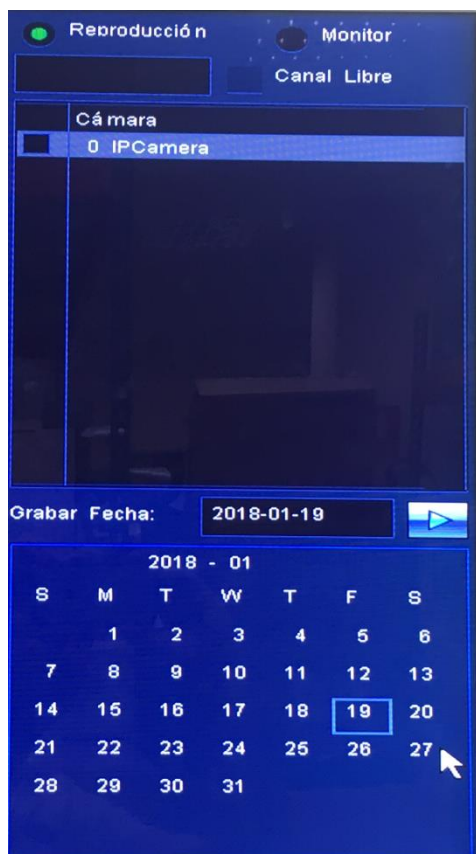 Reproducción Monitor
Canal Libre
Cámara
0 IPCamera
Grabar Fecha: 2018-01-19
2018 - 01
S M T W T F S
1 2 3 4 5 6
7 8 9 10 11 12 13
14 15 16 17 18 19 20
21 22 23 24 25 26 27
28 29 30 31